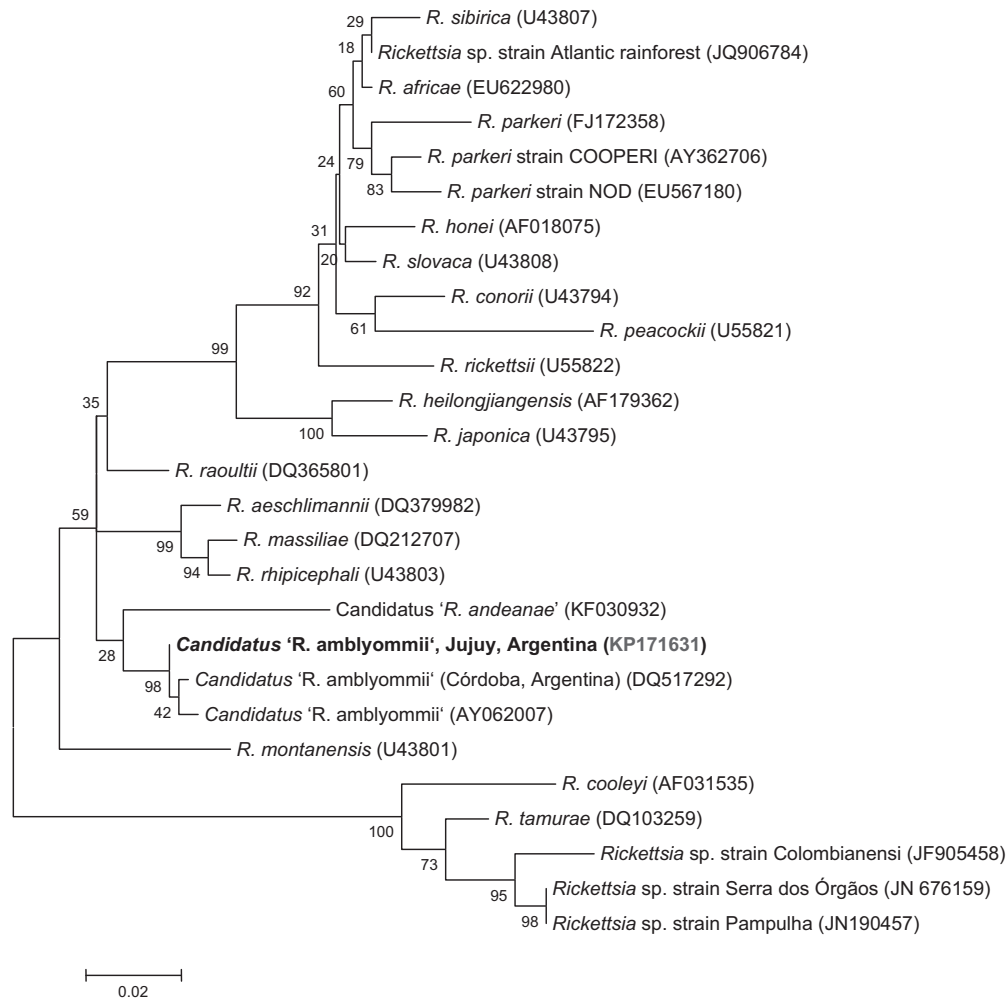 29
R. sibirica (U43807)
18
Rickettsia sp. strain Atlantic rainforest (JQ906784)
R. africae (EU622980)
60
R. parkeri (FJ172358)
24
79
R. parkeri strain COOPERI (AY362706)
83
R. parkeri strain NOD (EU567180)
31
R. honei (AF018075)
20
R. slovaca (U43808)
92
R. conorii (U43794)
61
R. peacockii (U55821)
99
R. rickettsii (U55822)
R. heilongjiangensis (AF179362)
35
100
R. japonica (U43795)
R. raoultii (DQ365801)
59
R. aeschlimannii (DQ379982)
99
R. massiliae (DQ212707)
94
R. rhipicephali (U43803)
Candidatus ‘R. andeanae’ (KF030932)
28
Candidatus ‘R. amblyommii‘, Jujuy, Argentina (KP171631)
98
Candidatus ‘R. amblyommii‘ (Córdoba, Argentina) (DQ517292)
42
Candidatus ‘R. amblyommii‘ (AY062007)
R. montanensis (U43801)
R. cooleyi (AF031535)
100
R. tamurae (DQ103259)
73
Rickettsia sp. strain Colombianensi (JF905458)
95
Rickettsia sp. strain Serra dos Órgãos (JN 676159)
98
Rickettsia sp. strain Pampulha (JN190457)
0.02